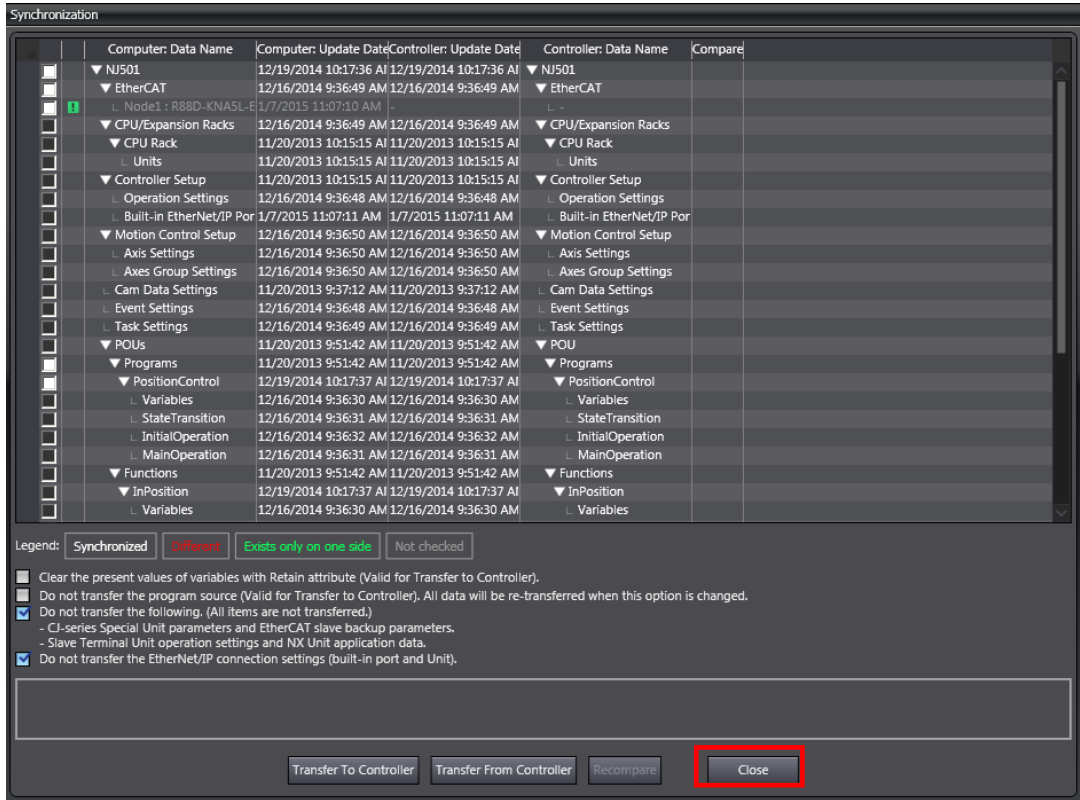 Synchronization
Computer: Data Name Computer: Update Date Controller: Update Date Controller: Data Name Compare
▼ NJ501 12/19/2014 10:17:36 AI 12/19/2014 10:17:36 AI ▼ NJ501
▼ EtherCAT 12/16/2014 9:36:49 AM 12/16/2014 9:36:49 AM ▼ EtherCAT
! ∟ Node1 : R88D-KNA5L-E 1/7/2015 11:07:10 AM - ∟ -
▼ CPU/Expansion Racks 12/16/2014 9:36:49 AM 12/16/2014 9:36:49 AM ▼ CPU/Expansion Racks
▼ CPU Rack 11/20/2013 10:15:15 AI 11/20/2013 10:15:15 AI ▼ CPU Rack
∟ Units 11/20/2013 10:15:15 AI 11/20/2013 10:15:15 AI ∟ Units
▼ Controller Setup 11/20/2013 10:15:15 AI 11/20/2013 10:15:15 AI ▼ Controller Setup
∟ Operation Settings 12/16/2014 9:36:48 AM 12/16/2014 9:36:48 AM ∟ Operation Settings
∟ Built-in EtherNet/IP Por 1/7/2015 11:07:11 AM 1/7/2015 11:07:11 AM ∟ Built-in EtherNet/IP Por
▼ Motion Control Setup 12/16/2014 9:36:50 AM 12/16/2014 9:36:50 AM ▼ Motion Control Setup
∟ Axis Settings 12/16/2014 9:36:50 AM 12/16/2014 9:36:50 AM ∟ Axis Settings
∟ Axes Group Settings 12/16/2014 9:36:50 AM 12/16/2014 9:36:50 AM ∟ Axes Group Settings
∟ Cam Data Settings 11/20/2013 9:37:12 AM 11/20/2013 9:37:12 AM ∟ Cam Data Settings
∟ Event Settings 12/16/2014 9:36:48 AM 12/16/2014 9:36:48 AM ∟ Event Settings
∟ Task Settings 12/16/2014 9:36:49 AM 12/16/2014 9:36:49 AM ∟ Task Settings
▼ POUs 11/20/2013 9:51:42 AM 11/20/2013 9:51:42 AM ▼ POU
▼ Programs 11/20/2013 9:51:42 AM 11/20/2013 9:51:42 AM ▼ Programs
▼ PositionControl 12/19/2014 10:17:37 AI 12/19/2014 10:17:37 AI ▼ PositionControl
∟ Variables 12/16/2014 9:36:30 AM 12/16/2014 9:36:30 AM ∟ Variables
∟ StateTransition 12/16/2014 9:36:31 AM 12/16/2014 9:36:31 AM ∟ StateTransition
∟ InitialOperation 12/16/2014 9:36:32 AM 12/16/2014 9:36:32 AM ∟ InitialOperation
∟ MainOperation 12/16/2014 9:36:31 AM 12/16/2014 9:36:31 AM ∟ MainOperation
▼ Functions 11/20/2013 9:51:42 AM 11/20/2013 9:51:42 AM ▼ Functions
▼ InPosition 12/19/2014 10:17:37 AI 12/19/2014 10:17:37 AI ▼ InPosition
∟ Variables 12/16/2014 9:36:30 AM 12/16/2014 9:36:30 AM ∟ Variables
Legend: Synchronized Different Exists only on one side Not checked
Clear the present values of variables with Retain attribute (Valid for Transfer to Controller).
Do not transfer the program source (Valid for Transfer to Controller). All data will be re-transferred when this option is changed.
Do not transfer the following. (All items are not transferred.)
- CJ-series Special Unit parameters and EtherCAT slave backup parameters.
- Slave Terminal Unit operation settings and NX Unit application data.
Do not transfer the EtherNet/IP connection settings (built-in port and Unit).
Transfer To Controller Transfer From Controller Recompare Close